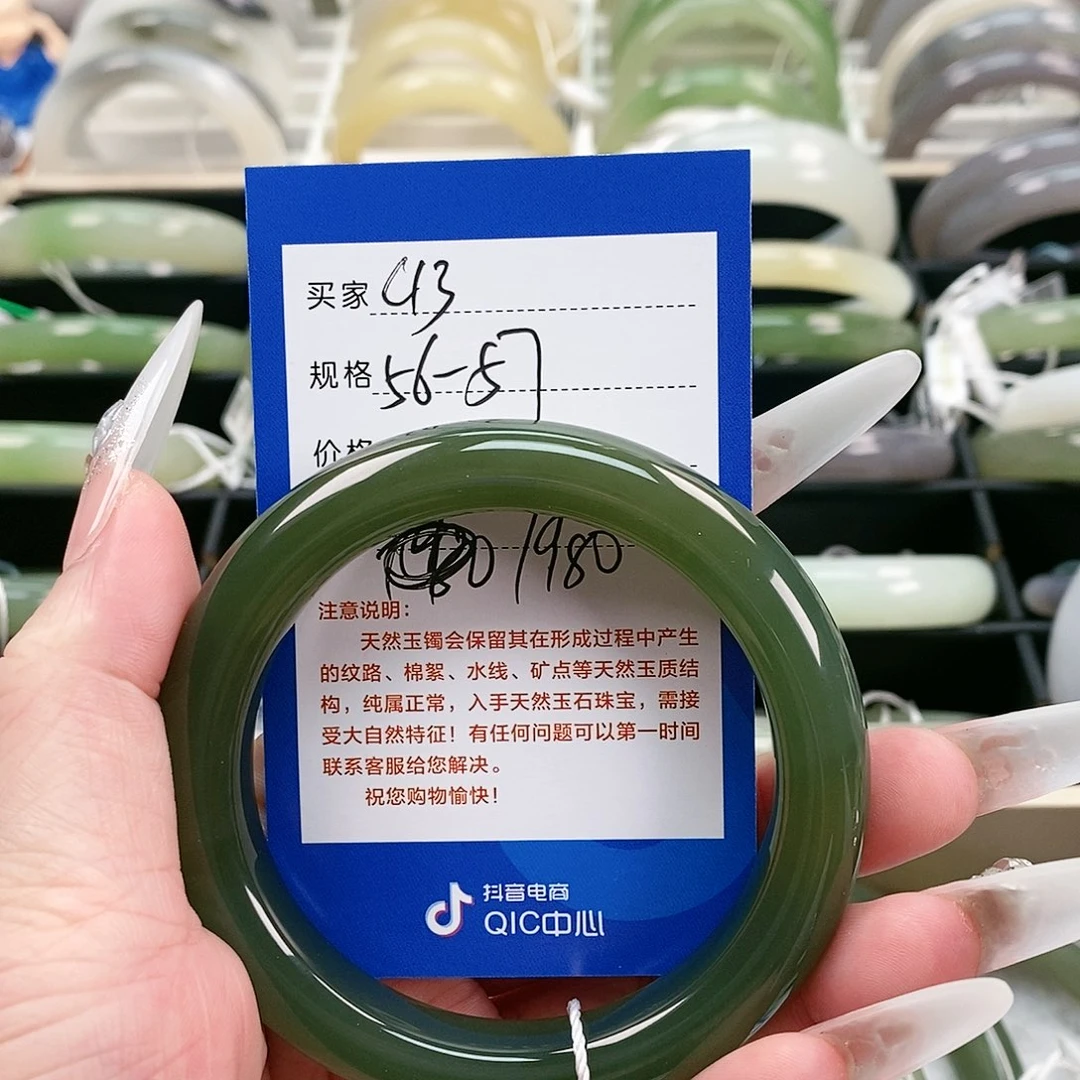 买家 C13
规格 56-57
价格
1980
注意说明：
天然玉镯会保留其在形成过程中产生
的纹路、棉絮、水线、矿点等天然玉质结
构，纯属正常，入手天然玉石珠宝，需接
受大自然特征！有任何问题可以第一时间
联系客服给您解决。
祝您购物愉快！
抖音电商
QIC中心